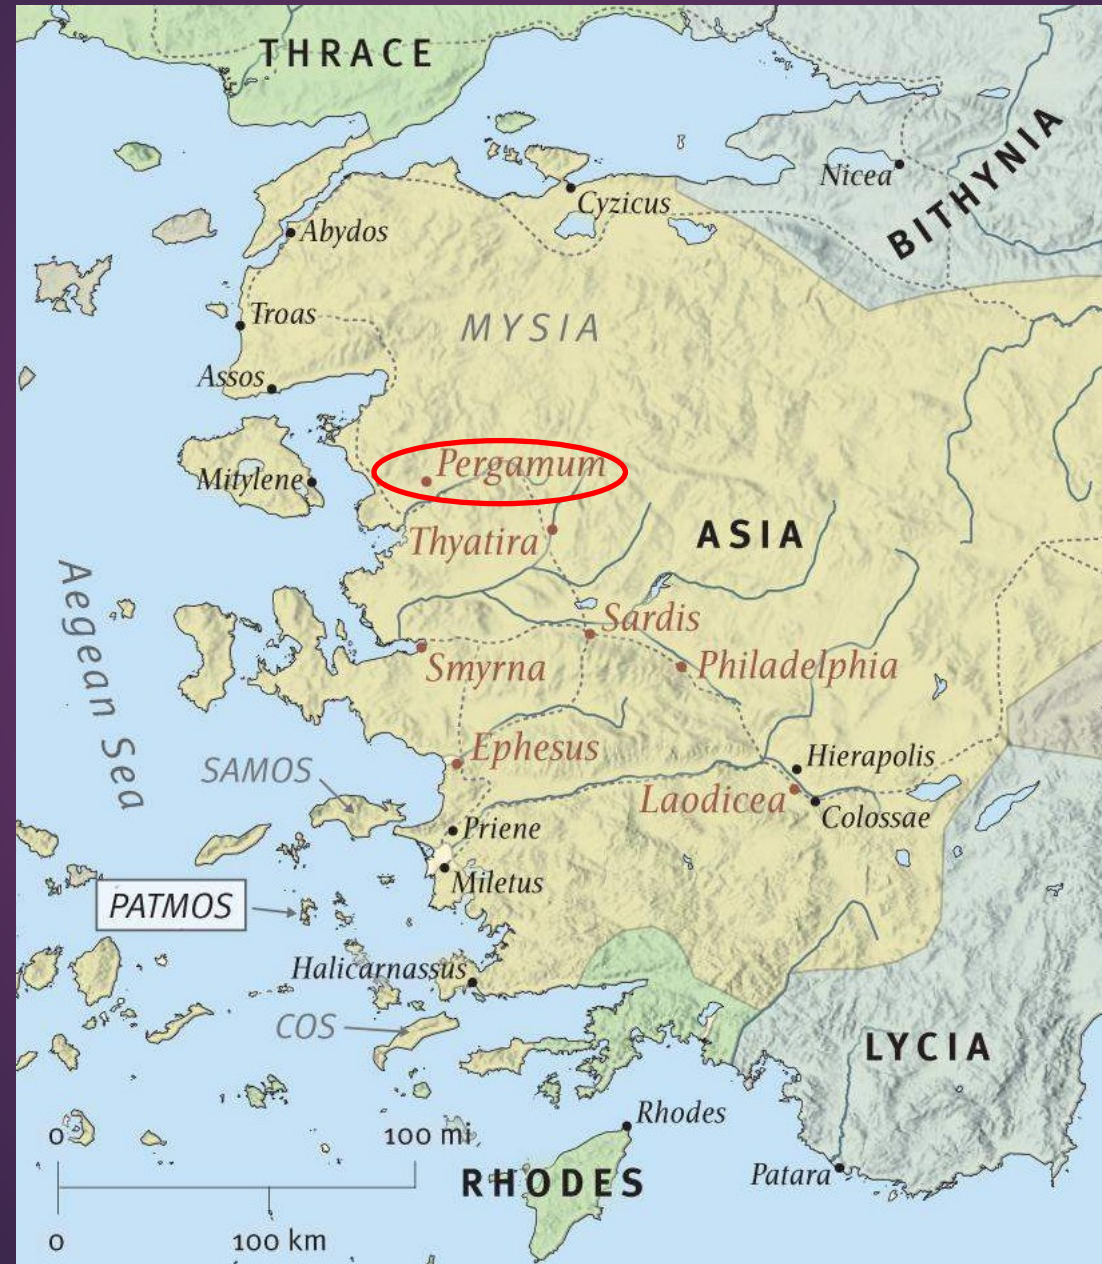 THRACE
BITHYNIA
Nicea
Cyzicus
Abydos
Troas
MYSIA
Assos
Pergamum
Mitylene
Thyatira
ASIA
Aegean Sea
Sardis
Smyrna
Philadelphia
Ephesus
Hierapolis
SAMOS
Laodicea
Colossae
Priene
Miletus
PATMOS
Halicarnassus
COS
LYCIA
Rhodes
0 100 mi
RHODES
Patara
0 100 km